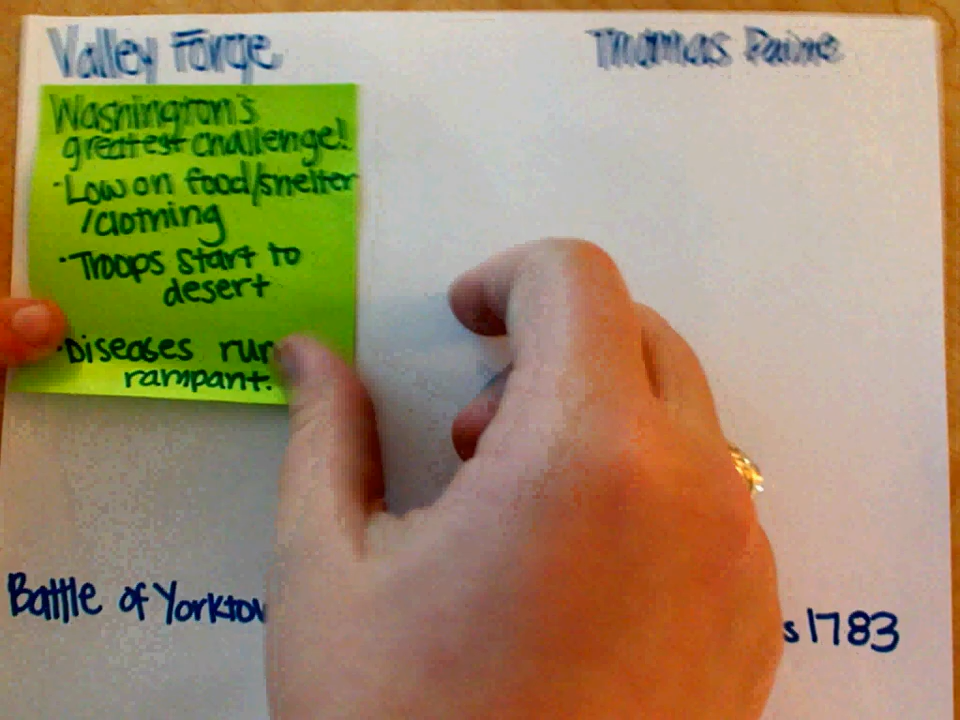 Valley Forge
Thomas Paine
Washington's
greatest challenge!
· Low on food/shelter
/clothing
· Troops start to
desert
· Diseases run
rampant.
Battle of Yorktow
s 1783